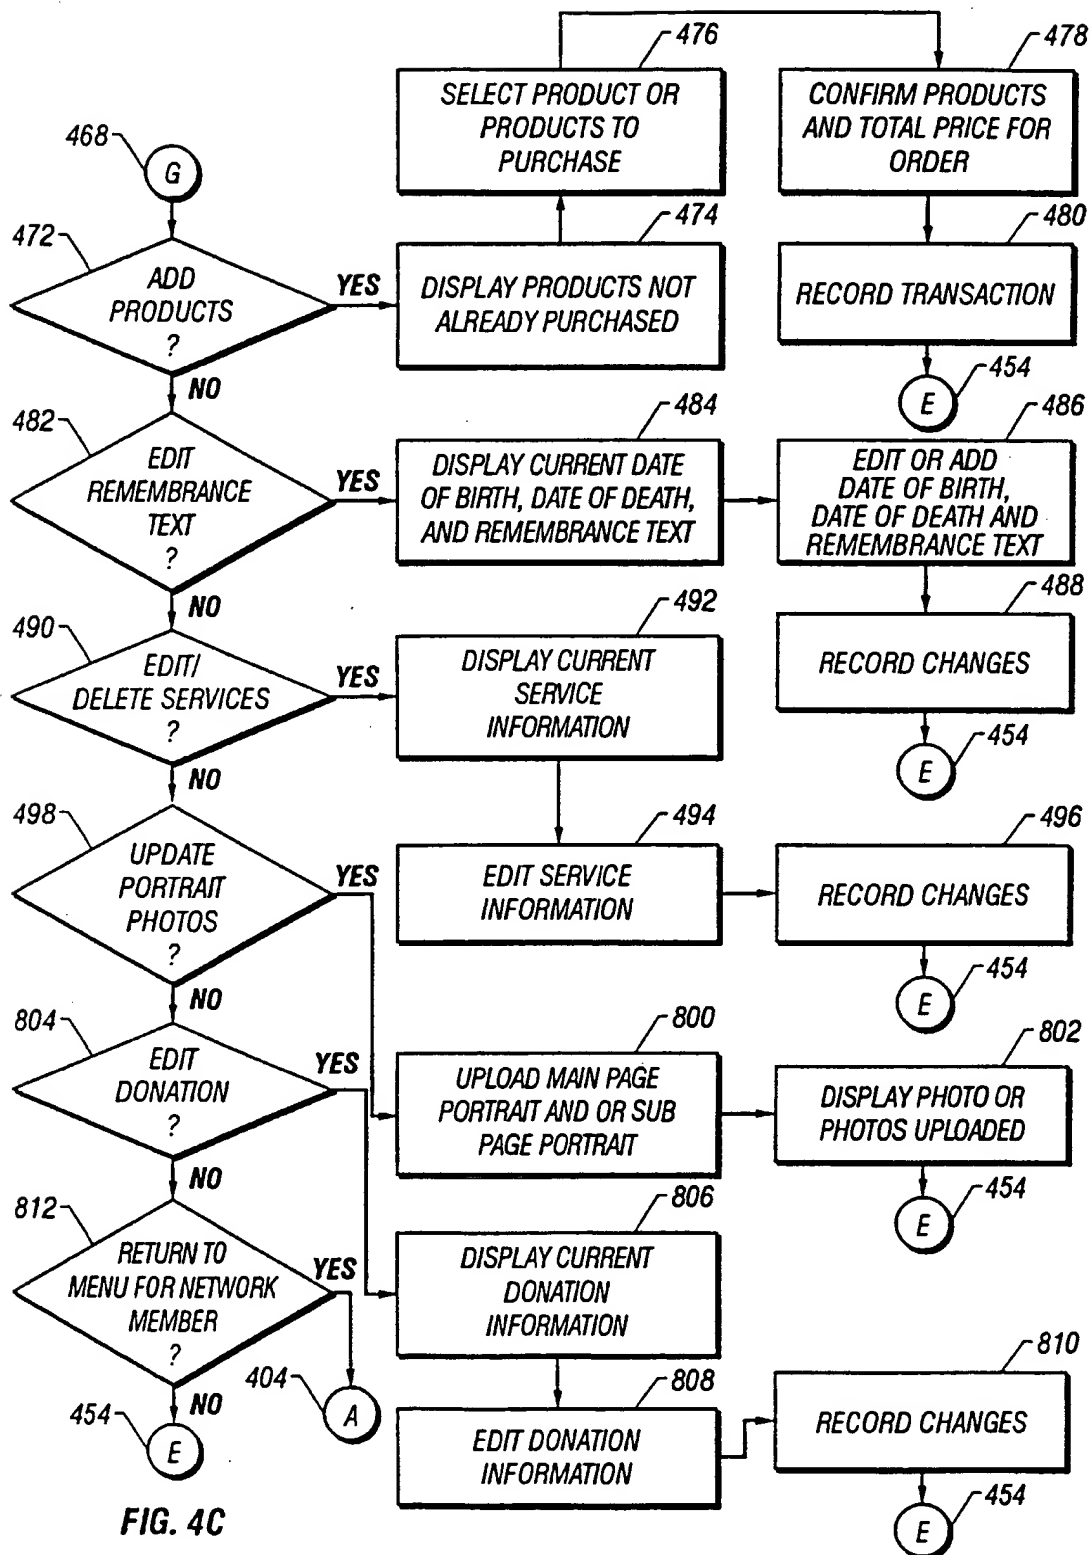 476
478
SELECT PRODUCT OR
PRODUCTS TO
PURCHASE
CONFIRM PRODUCTS
AND TOTAL PRICE FOR
ORDER
468
G
472
ADD
PRODUCTS
?
YES
474
DISPLAY PRODUCTS NOT
ALREADY PURCHASED
480
RECORD TRANSACTION
454
E
NO
482
EDIT
REMEMBRANCE
TEXT
?
YES
484
DISPLAY CURRENT DATE
OF BIRTH, DATE OF DEATH,
AND REMEMBRANCE TEXT
486
EDIT OR ADD
DATE OF BIRTH,
DATE OF DEATH AND
REMEMBRANCE TEXT
488
RECORD CHANGES
454
E
NO
490
EDIT/
DELETE SERVICES
?
YES
492
DISPLAY CURRENT
SERVICE
INFORMATION
494
EDIT SERVICE
INFORMATION
496
RECORD CHANGES
454
E
NO
498
UPDATE
PORTRAIT
PHOTOS
?
YES
800
UPLOAD MAIN PAGE
PORTRAIT AND OR SUB
PAGE PORTRAIT
802
DISPLAY PHOTO OR
PHOTOS UPLOADED
454
E
NO
804
EDIT
DONATION
?
YES
806
DISPLAY CURRENT
DONATION
INFORMATION
808
EDIT DONATION
INFORMATION
810
RECORD CHANGES
454
E
NO
812
RETURN TO
MENU FOR NETWORK
MEMBER
?
YES
404
A
NO
454
E
FIG. 4C